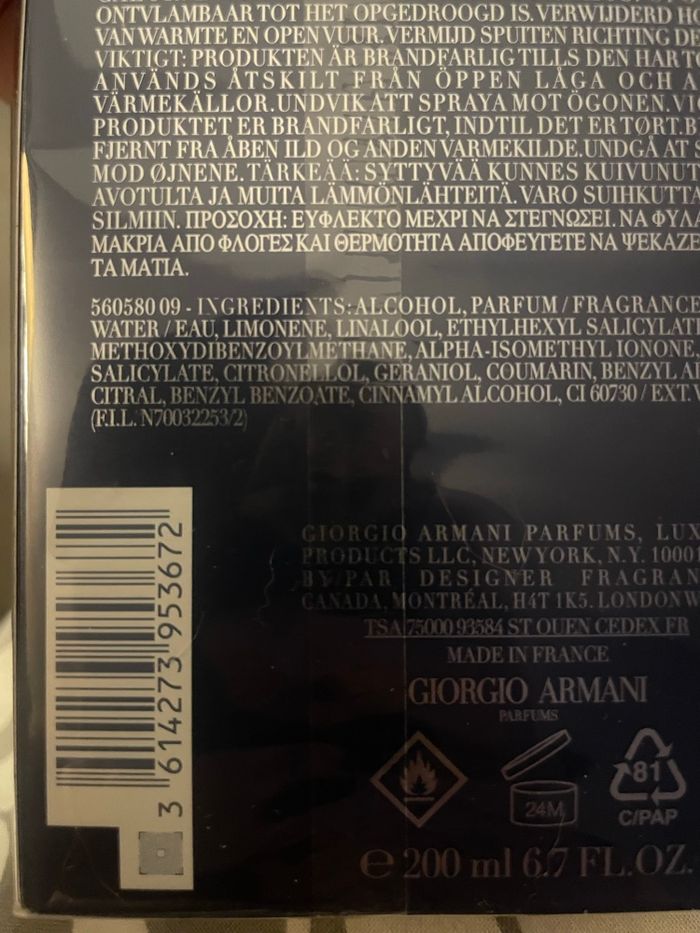 ONTVLAMBAAR TOT HET OPGEDROOGD IS. VERWIJDERD
VAN WARMTE EN OPEN VUUR. VERMIJD SPUITEN RICHTING
VIKTIGT: PRODUKTEN ÄR BRANDFARLIG TILLS DEN HAR
ANVÄNDS ÅTSKILT FRÅN ÖPPEN LÅGA OCH
VÄRMEKÄLLOR. UNDVIK ATT SPRAYA MOT ÖGONEN.
PRODUKTET ER BRANDFARLIGT, INDTIL DET ER TØRT.
FJERNT FRA ÅBEN ILD OG ANDEN VARMEKILDE. UNDGÅ AT
MOD ØJNENE. TÄRKEÄÄ: SYTTYVÄÄ KUNNES KUIVUNUT
AVOTULTA JA MUITA LÄMMÖNLÄHTEITÄ. VARO SUIHKUTT
SILMIIN. ΠΡΟΣΟΧΗ: ΕΥΦΛΕΚΤΟ ΜΕΧΡΙ ΝΑ ΣΤΕΓΝΩΣΕΙ. ΝΑ ΦΥΛ
ΜΑΚΡΙΑ ΑΠΟ ΦΛΟΓΕΣ ΚΑΙ ΘΕΡΜΟΤΗΤΑ ΑΠΟΦΕΥΓΕΤΕ ΝΑ ΨΕΚΑΖΕ
ΤΑ ΜΑΤΙΑ.
560580 09 - INGREDIENTS: ALCOHOL, PARFUM / FRAGRANCE
WATER / EAU, LIMONENE, LINALOOL, ETHYLHEXYL SALICYLATE
METHOXYDIBENZOYLMETHANE, ALPHA-ISOMETHYL IONONE
SALICYLATE, CITRONELLOL, GERANIOL, COUMARIN, BENZYL
CITRAL, BENZYL BENZOATE, CINNAMYL ALCOHOL, CI 60730 / EXT.
(F.I.L. N70032253/2)
3 614273 953672
GIORGIO ARMANI PARFUMS, LUX
PRODUCTS LLC, NEW YORK, N.Y. 1000
BY/PAR DESIGNER FRAGRAN
CANADA, MONTRÉAL, H4T 1K5. LONDON W
TSA 75000 93584 ST OUEN CEDEX FR
MADE IN FRANCE
GIORGIO ARMANI
PARFUMS
24M
81
C/PAP
e 200 ml 6.7 FL.OZ.